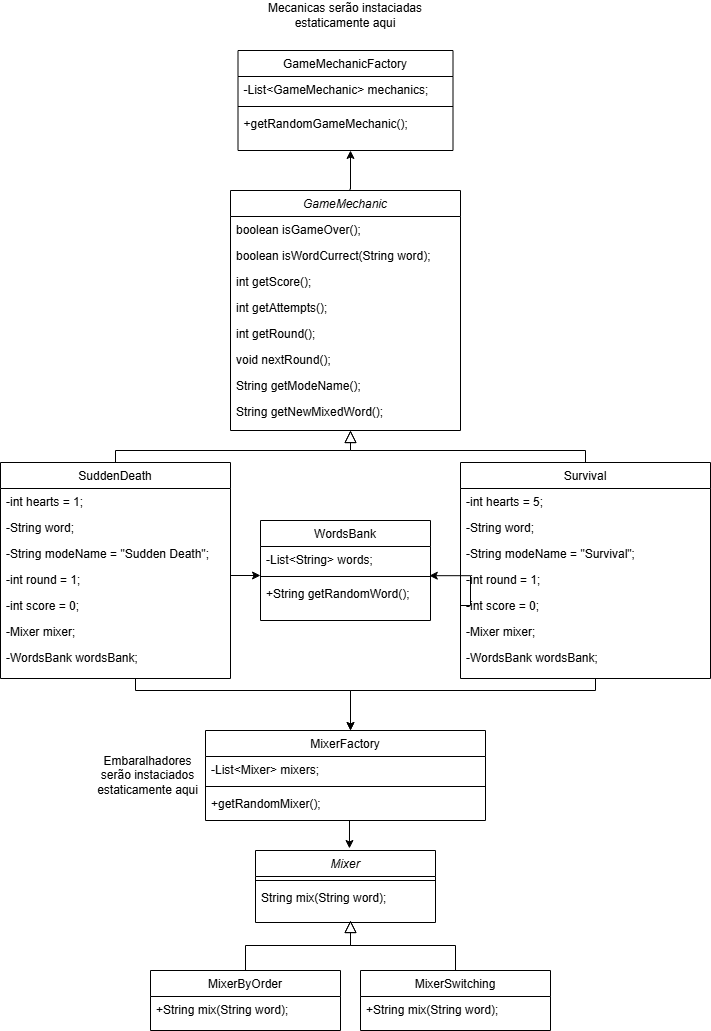 Mecanicas serão instaciadas
estaticamente aqui
GameMechanicFactory
-List<GameMechanic> mechanics;
+getRandomGameMechanic();
GameMechanic
boolean isGameOver();
boolean isWordCurrect(String word);
int getScore();
int getAttempts();
int getRound();
void nextRound();
String getModeName();
String getNewMixedWord();
SuddenDeath
-int hearts = 1;
-String word;
-String modeName = "Sudden Death";
-int round = 1;
-int score = 0;
-Mixer mixer;
-WordsBank wordsBank;
WordsBank
-List<String> words;
+String getRandomWord();
Survival
-int hearts = 5;
-String word;
-String modeName = "Survival";
-int round = 1;
-int score = 0;
-Mixer mixer;
-WordsBank wordsBank;
Embaralhadores
serão instaciados
estaticamente aqui
MixerFactory
-List<Mixer> mixers;
+getRandomMixer();
Mixer
String mix(String word);
MixerByOrder
+String mix(String word);
MixerSwitching
+String mix(String word);